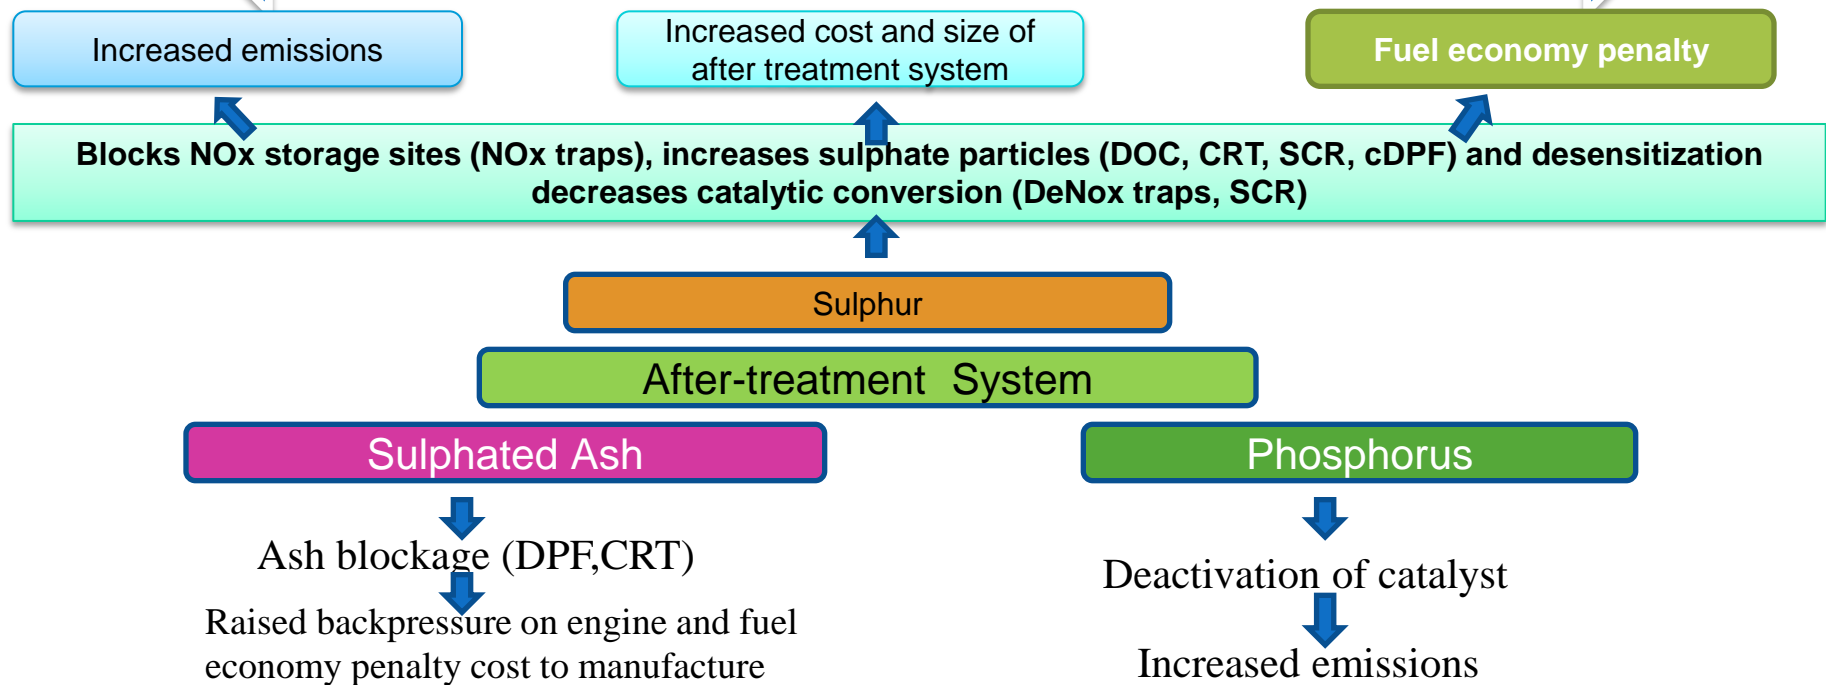 Increased emissions
Increased cost and size of
after treatment system
Fuel economy penalty
Blocks NOx storage sites (NOx traps), increases sulphate particles (DOC, CRT, SCR, cDPF) and desensitization
decreases catalytic conversion (DeNox traps, SCR)
Sulphur
After-treatment System
Sulphated Ash
Phosphorus
Ash blockage (DPF,CRT)
Deactivation of catalyst
Raised backpressure on engine and fuel
economy penalty cost to manufacture
Increased emissions